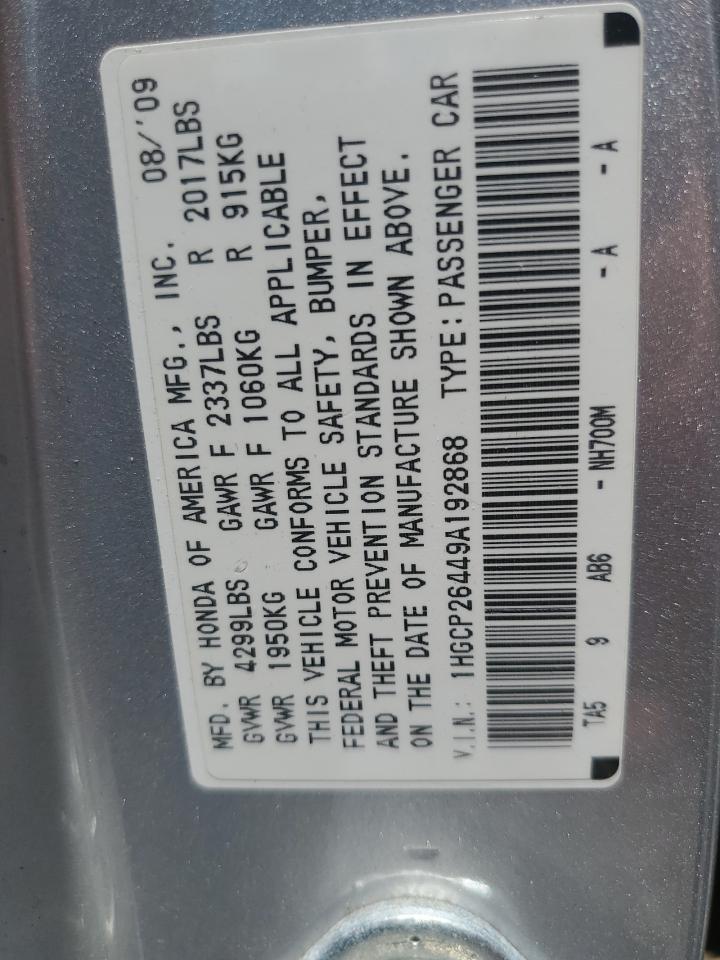 MFD. BY HONDA OF AMERICA MFG., INC. 08/'09
GVWR 4299LBS GAWR F 2337LBS R 2017LBS
GVWR 1950KG GAWR F 1060KG R 915KG
THIS VEHICLE CONFORMS TO ALL APPLICABLE
FEDERAL MOTOR VEHICLE SAFETY, BUMPER,
AND THEFT PREVENTION STANDARDS IN EFFECT
ON THE DATE OF MANUFACTURE SHOWN ABOVE.
V.I.N.: 1HGCP26449A192868 TYPE: PASSENGER CAR
TA5 9 AB6 - NH700M - A - A